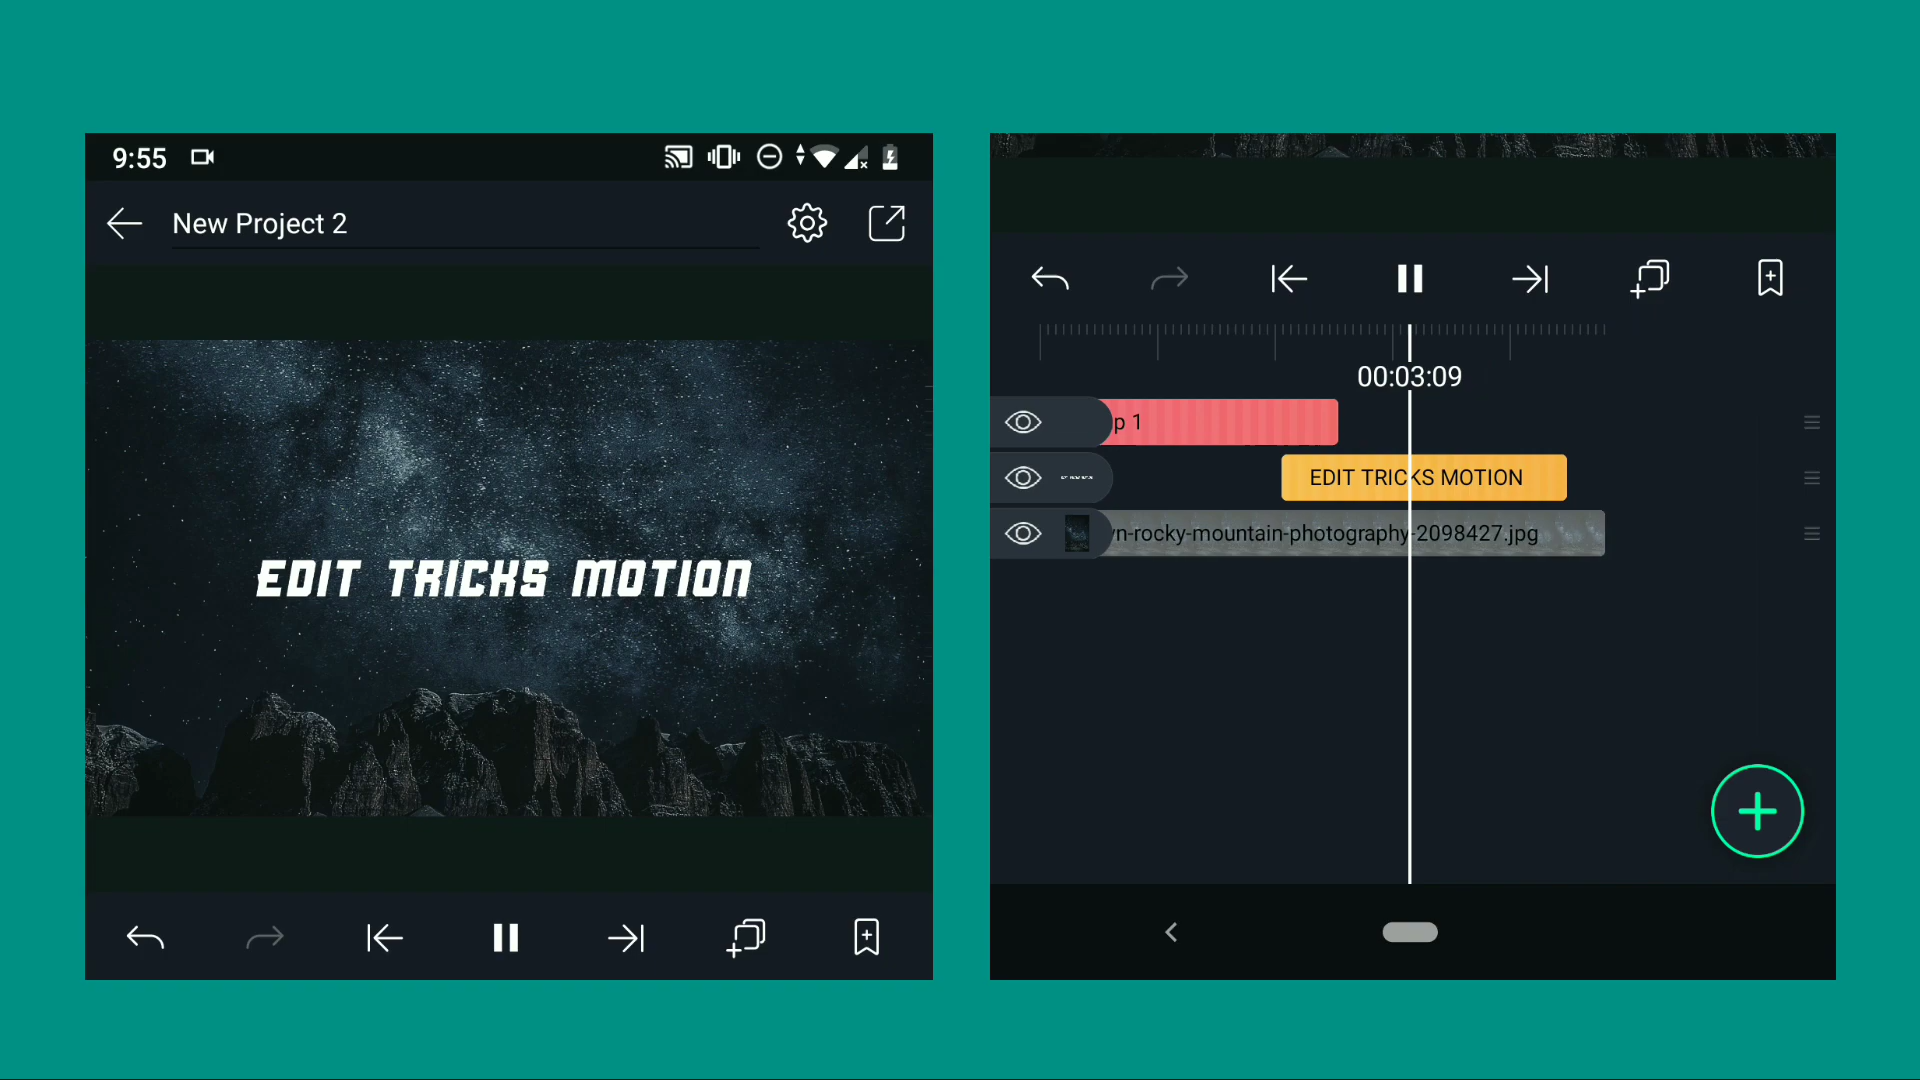 9:55
New Project 2
EDIT TRICKS MOTION
00:03:09
p 1
EDIT TRICKS MOTION
n-rocky-mountain-photography-2098427.jpg